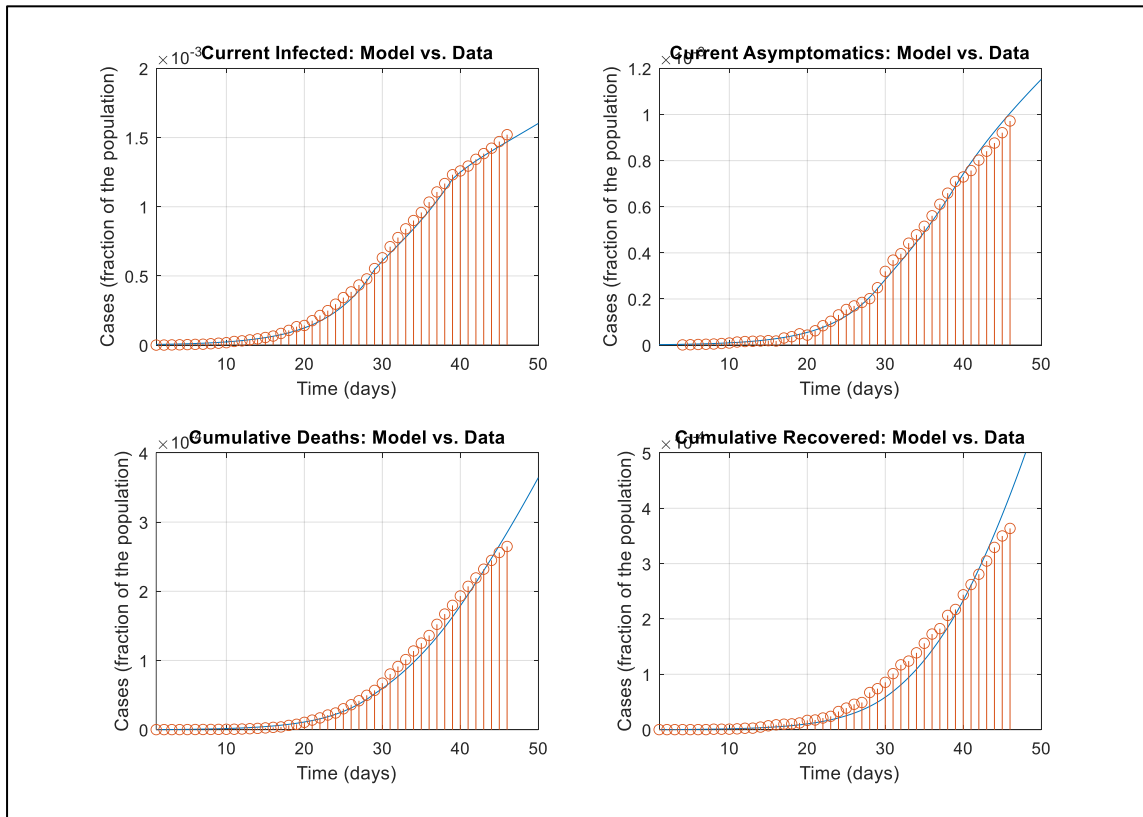 ×10⁻³
Current Infected: Model vs. Data
Cases (fraction of the population)
2
1.5
1
0.5
0
10 20 30 40 50
Time (days)
Current Asymptomatics: Model vs. Data
Cases (fraction of the population)
1.2
1
0.8
0.6
0.4
0.2
0
10 20 30 40 50
Time (days)
Cumulative Deaths: Model vs. Data
Cases (fraction of the population)
4
3
2
1
0
10 20 30 40 50
Time (days)
Cumulative Recovered: Model vs. Data
Cases (fraction of the population)
5
4
3
2
1
0
10 20 30 40 50
Time (days)